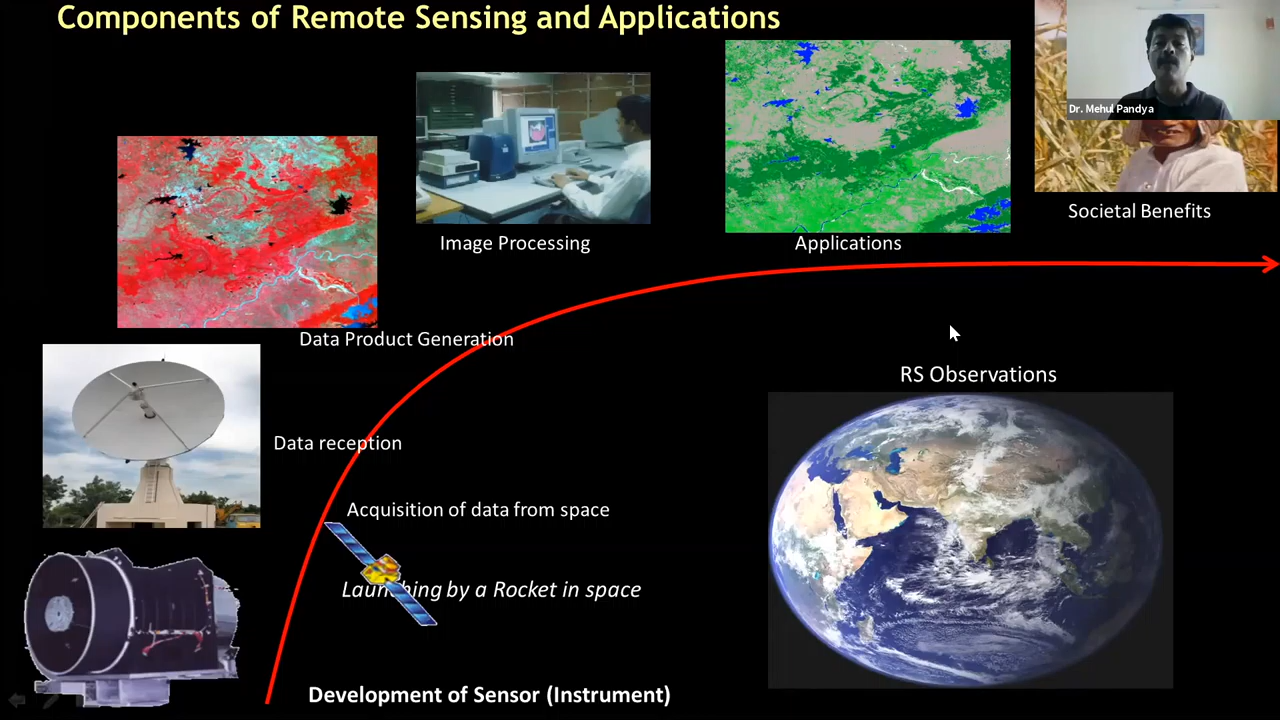 Components of Remote Sensing and Applications
Dr. Mehul Pandya
Societal Benefits
Image Processing
Applications
Data Product Generation
RS Observations
Data reception
Acquisition of data from space
Launching by a Rocket in space
Development of Sensor (Instrument)